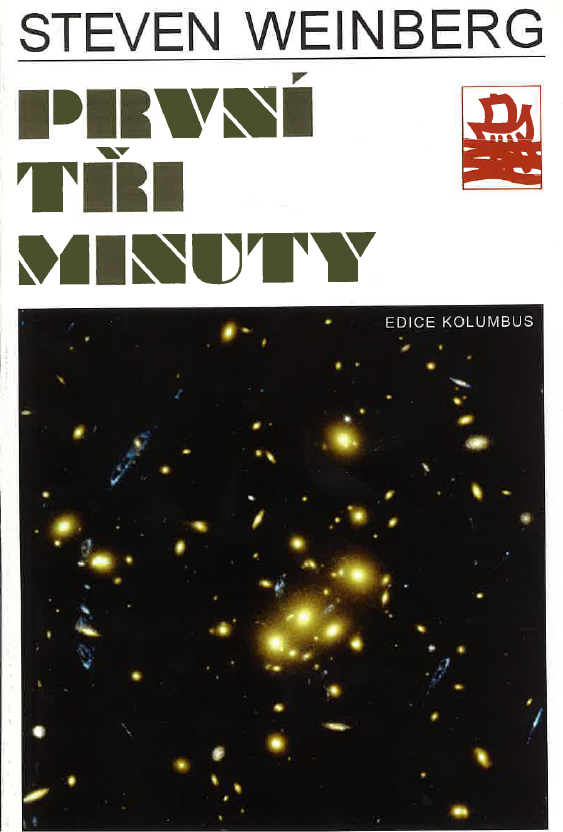 STEVEN WEINBERG
PRVNÍ
TŘI
MINUTY
EDICE KOLUMBUS